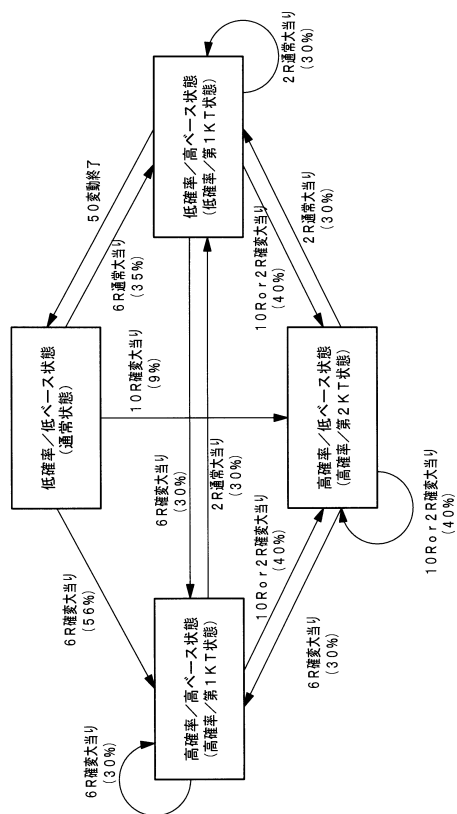 低確率/低ベース状態
(通常状態)
50変動終了
6R通常大当り
(35%)
6R確変大当り
(56%)
10R確変大当り
(9%)
低確率/高ベース状態
(低確率/第1KT状態)
2R通常大当り
(30%)
6R確変大当り
(30%)
2R通常大当り
(30%)
高確率/高ベース状態
(高確率/第1KT状態)
6R確変大当り
(30%)
10Ror2R確変大当り
(40%)
2R通常大当り
(30%)
10Ror2R確変大当り
(40%)
6R確変大当り
(30%)
高確率/低ベース状態
(高確率/第2KT状態)
10Ror2R確変大当り
(40%)